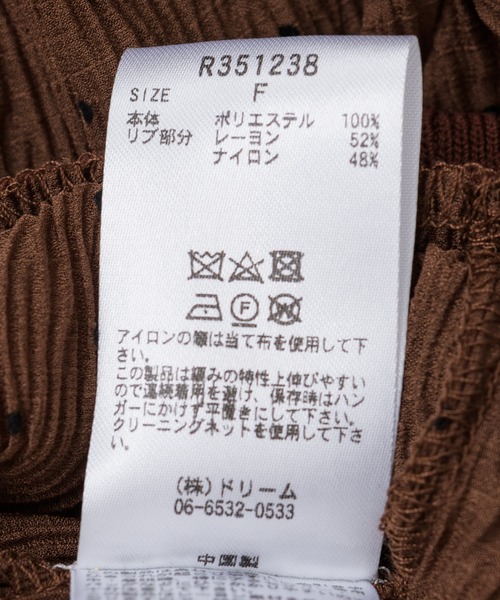 R351238
SIZE F
本体 ポリエステル 100%
リブ部分 レーヨン 52%
ナイロン 48%
F
W
アイロンの際は当て布を使用して下
さい。
この製品は編みの特性上伸びやすい
ので連続着用を避け、保存時はハン
ガーにかけず平置きにして下さい。
クリーニングネットを使用して下さ
い。
(株)ドリーム
06-6532-0533